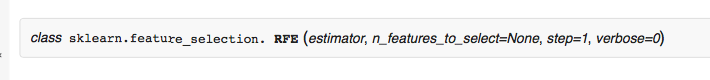 class sklearn.feature_selection. RFE (estimator, n_features_to_select=None, step=1, verbose=0)